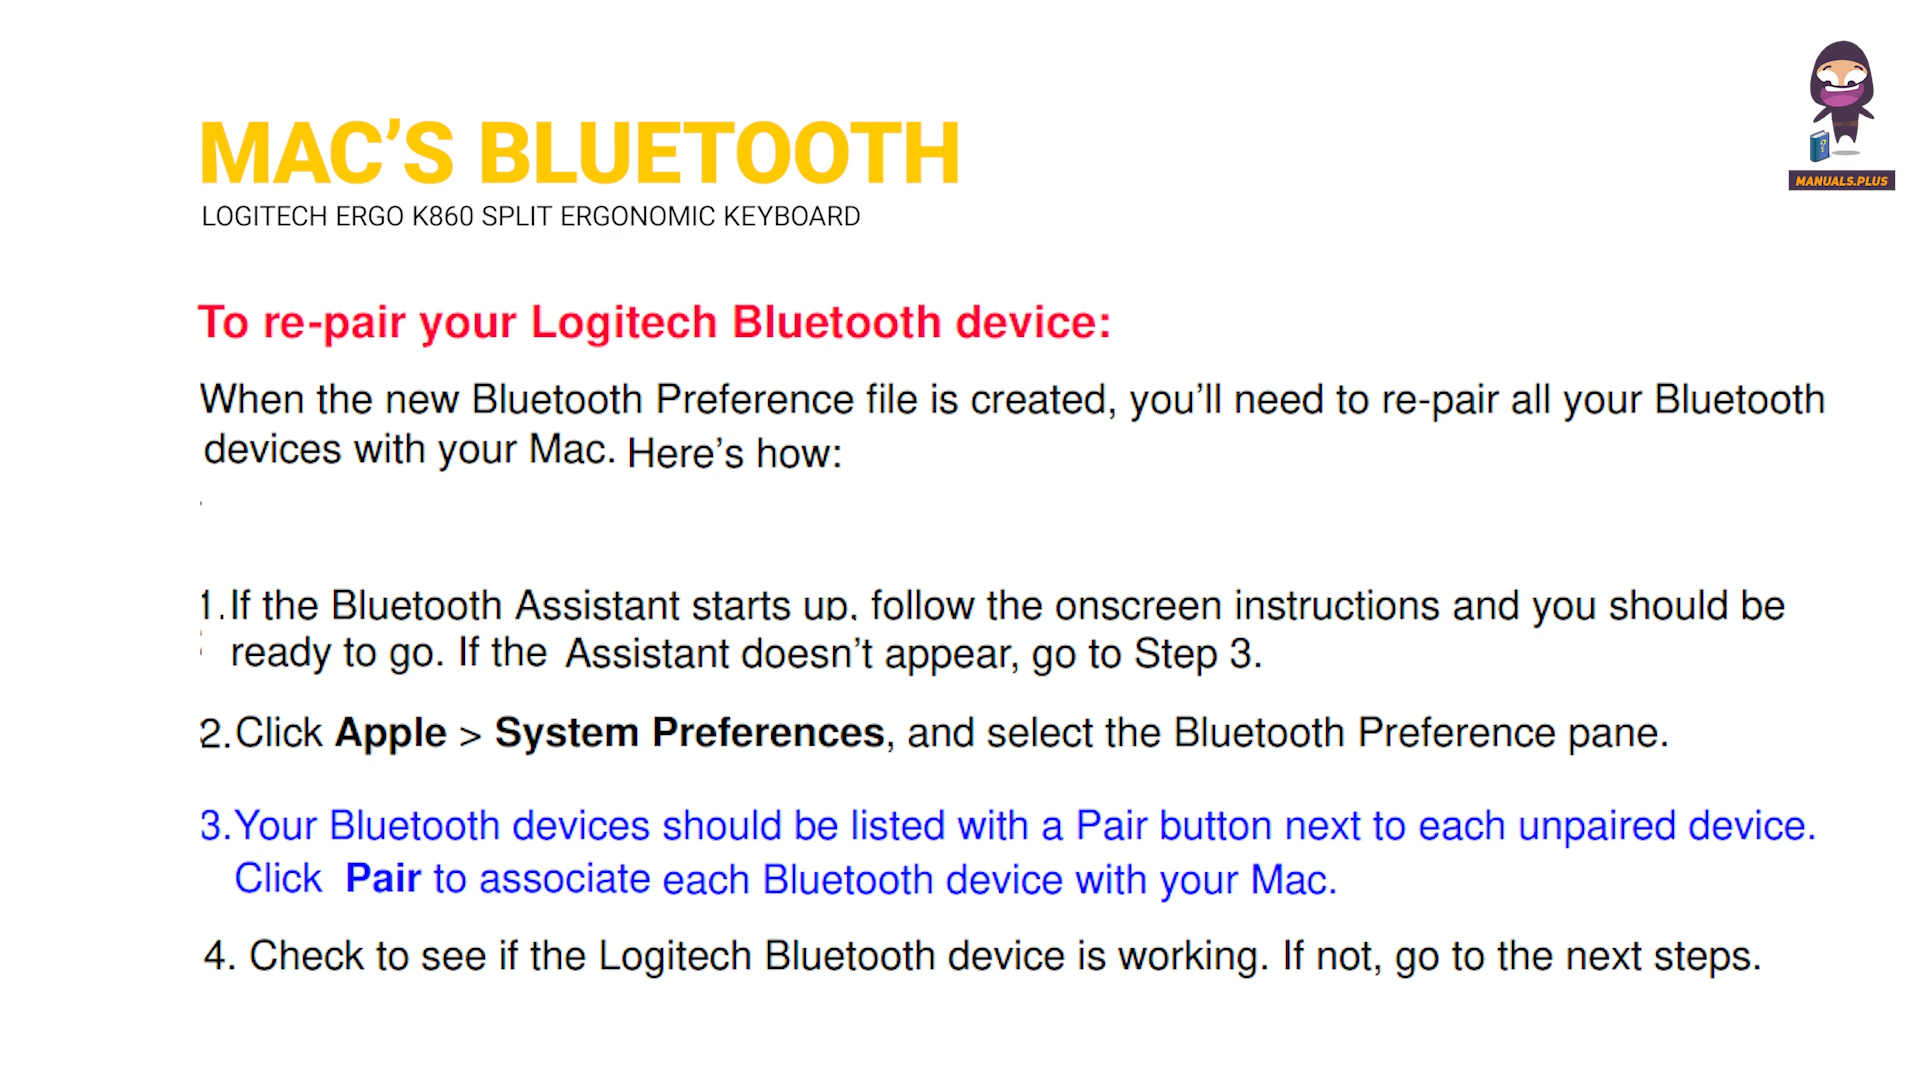 MANUALS.PLUS
MAC’S BLUETOOTH
LOGITECH ERGO K860 SPLIT ERGONOMIC KEYBOARD
To re-pair your Logitech Bluetooth device:
When the new Bluetooth Preference file is created, you’ll need to re-pair all your Bluetooth
devices with your Mac. Here’s how:
1. If the Bluetooth Assistant starts up, follow the onscreen instructions and you should be
ready to go. If the Assistant doesn’t appear, go to Step 3.
2. Click Apple > System Preferences, and select the Bluetooth Preference pane.
3. Your Bluetooth devices should be listed with a Pair button next to each unpaired device.
Click Pair to associate each Bluetooth device with your Mac.
4. Check to see if the Logitech Bluetooth device is working. If not, go to the next steps.